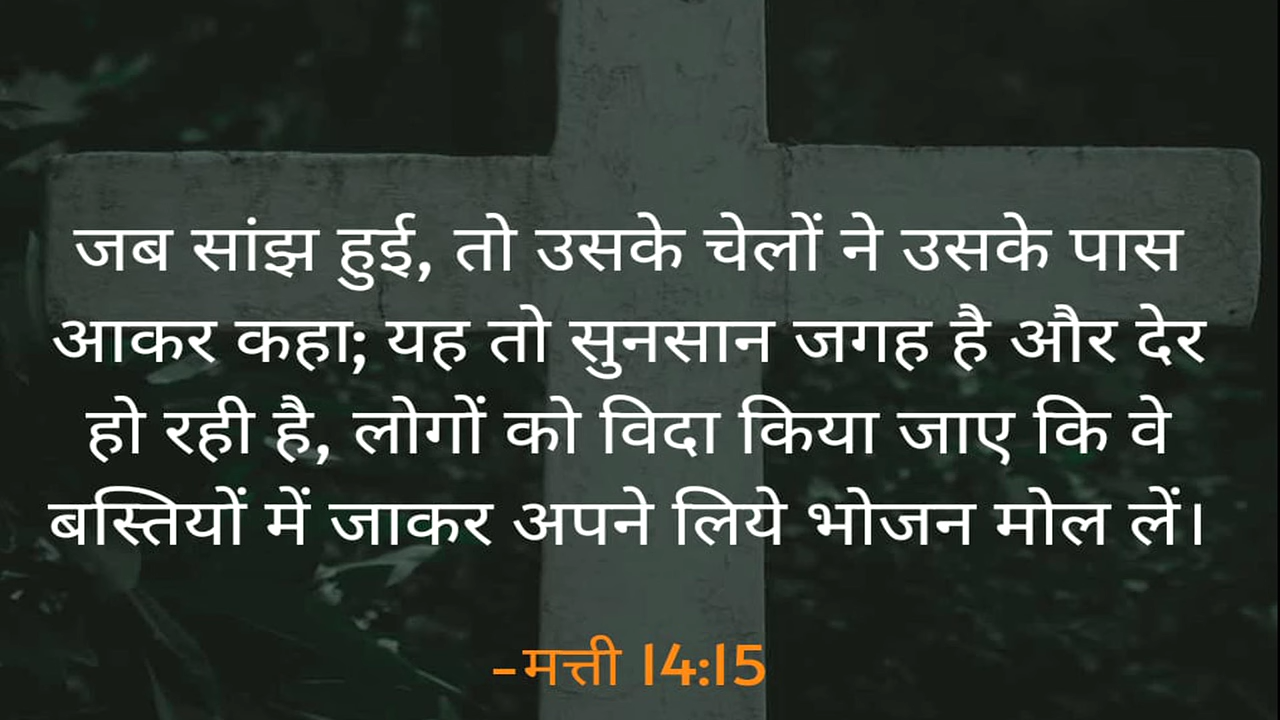 जब सांझ हुई, तो उसके चेलों ने उसके पास
आकर कहा; यह तो सुनसान जगह है और देर
हो रही है, लोगों को विदा किया जाए कि वे
बस्तियों में जाकर अपने लिये भोजन मोल लें।
-मत्ती 14:15